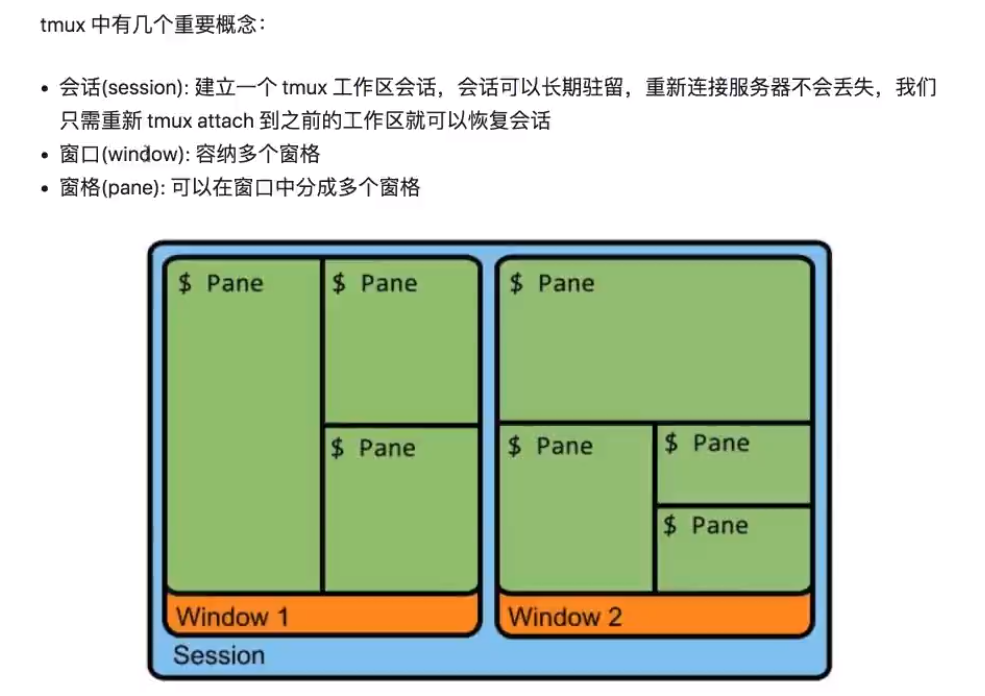 tmux 中有几个重要概念：
• 会话(session): 建立一个 tmux 工作区会话，会话可以长期驻留，重新连接服务器不会丢失，我们
只需重新 tmux attach 到之前的工作区就可以恢复会话
• 窗口(window): 容纳多个窗格
• 窗格(pane): 可以在窗口中分成多个窗格
$ Pane
$ Pane
$ Pane
Window 1
$ Pane
$ Pane
$ Pane
$ Pane
Window 2
Session